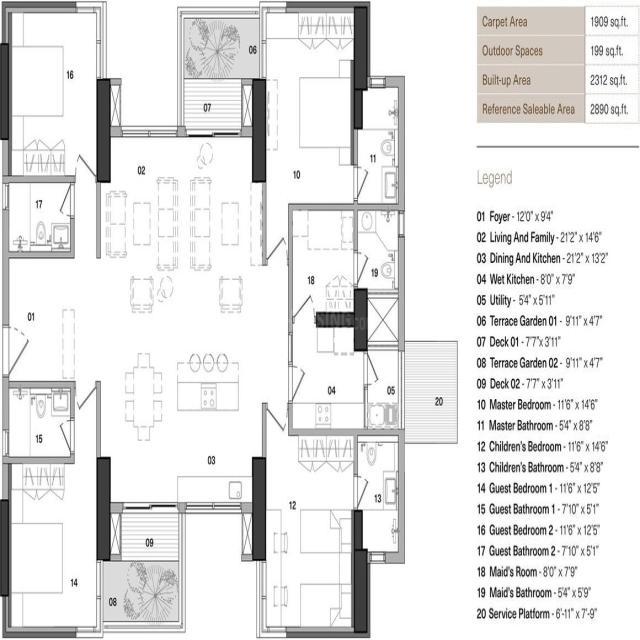 Carpet Area 1909 sq.ft.
Outdoor Spaces 199 sq.ft.
Built-up Area 2312 sq.ft.
Reference Saleable Area 2890 sq.ft.
Legend
01 Foyer - 12'0" x 9'4"
02 Living And Family - 21'2" x 14'6"
03 Dining And Kitchen - 21'2" x 13'2"
04 Wet Kitchen - 8'0" x 7'9"
05 Utility - 5'4" x 5'11"
06 Terrace Garden 01 - 9'11" x 4'7"
07 Deck 01 - 7'7"x 3'11"
08 Terrace Garden 02 - 9'11" x 4'7"
09 Deck 02 - 7'7" x 3'11"
10 Master Bedroom - 11'6" x 14'6"
11 Master Bathroom - 5'4" x 8'8"
12 Children's Bedroom - 11'6" x 14'6"
13 Children's Bathroom - 5'4" x 8'8"
14 Guest Bedroom 1 - 11'6" x 12'5"
15 Guest Bathroom 1 - 7'10" x 5'1"
16 Guest Bedroom 2 - 11'6" x 12'5"
17 Guest Bathroom 2 - 7'10" x 5'1"
18 Maid's Room - 8'0" x 7'9"
19 Maid's Bathroom - 5'4" x 5'9"
20 Service Platform - 6'-11" x 7'-9"
06
16
07
02
11
10
17
19
18
01
04
05
20
15
03
12
13
09
14
08